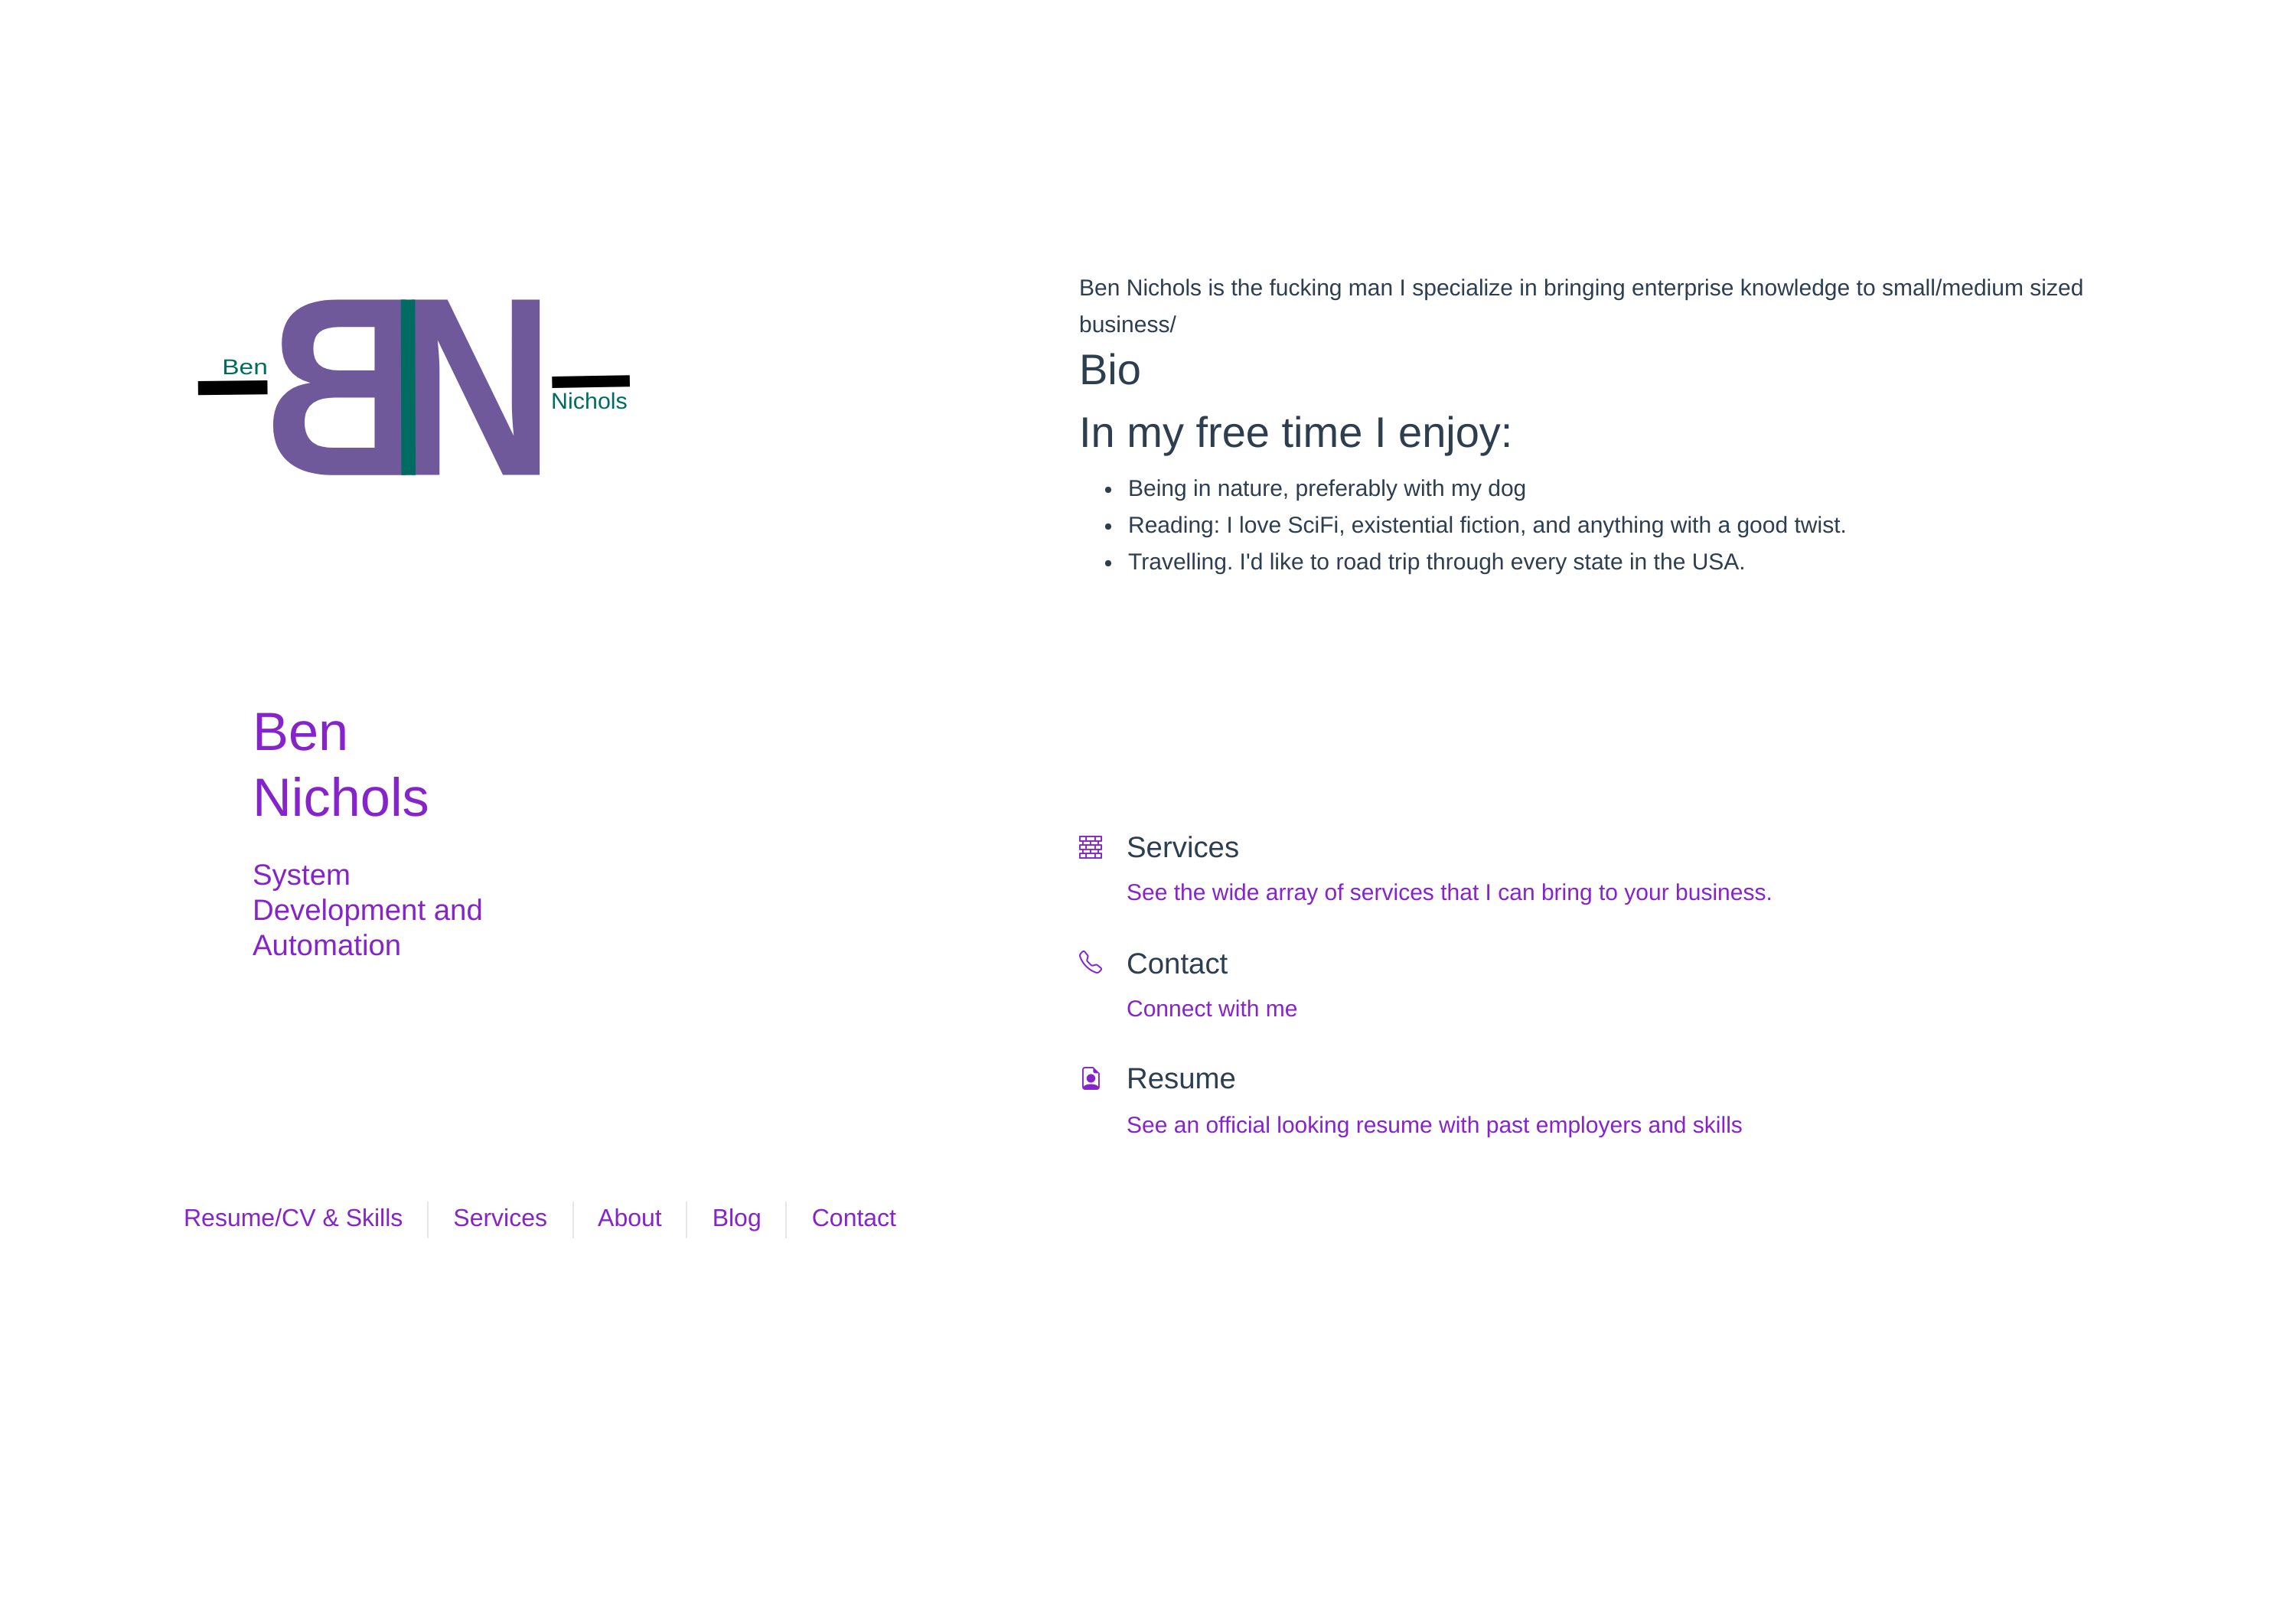 Ben
BN
Nichols
Ben
Nichols
System
Development and
Automation
Resume/CV & Skills
Services
About
Blog
Contact
Ben Nichols is the fucking man I specialize in bringing enterprise knowledge to small/medium sized
business/
Bio
In my free time I enjoy:
• Being in nature, preferably with my dog
• Reading: I love SciFi, existential fiction, and anything with a good twist.
• Travelling. I'd like to road trip through every state in the USA.
Services
See the wide array of services that I can bring to your business.
Contact
Connect with me
Resume
See an official looking resume with past employers and skills